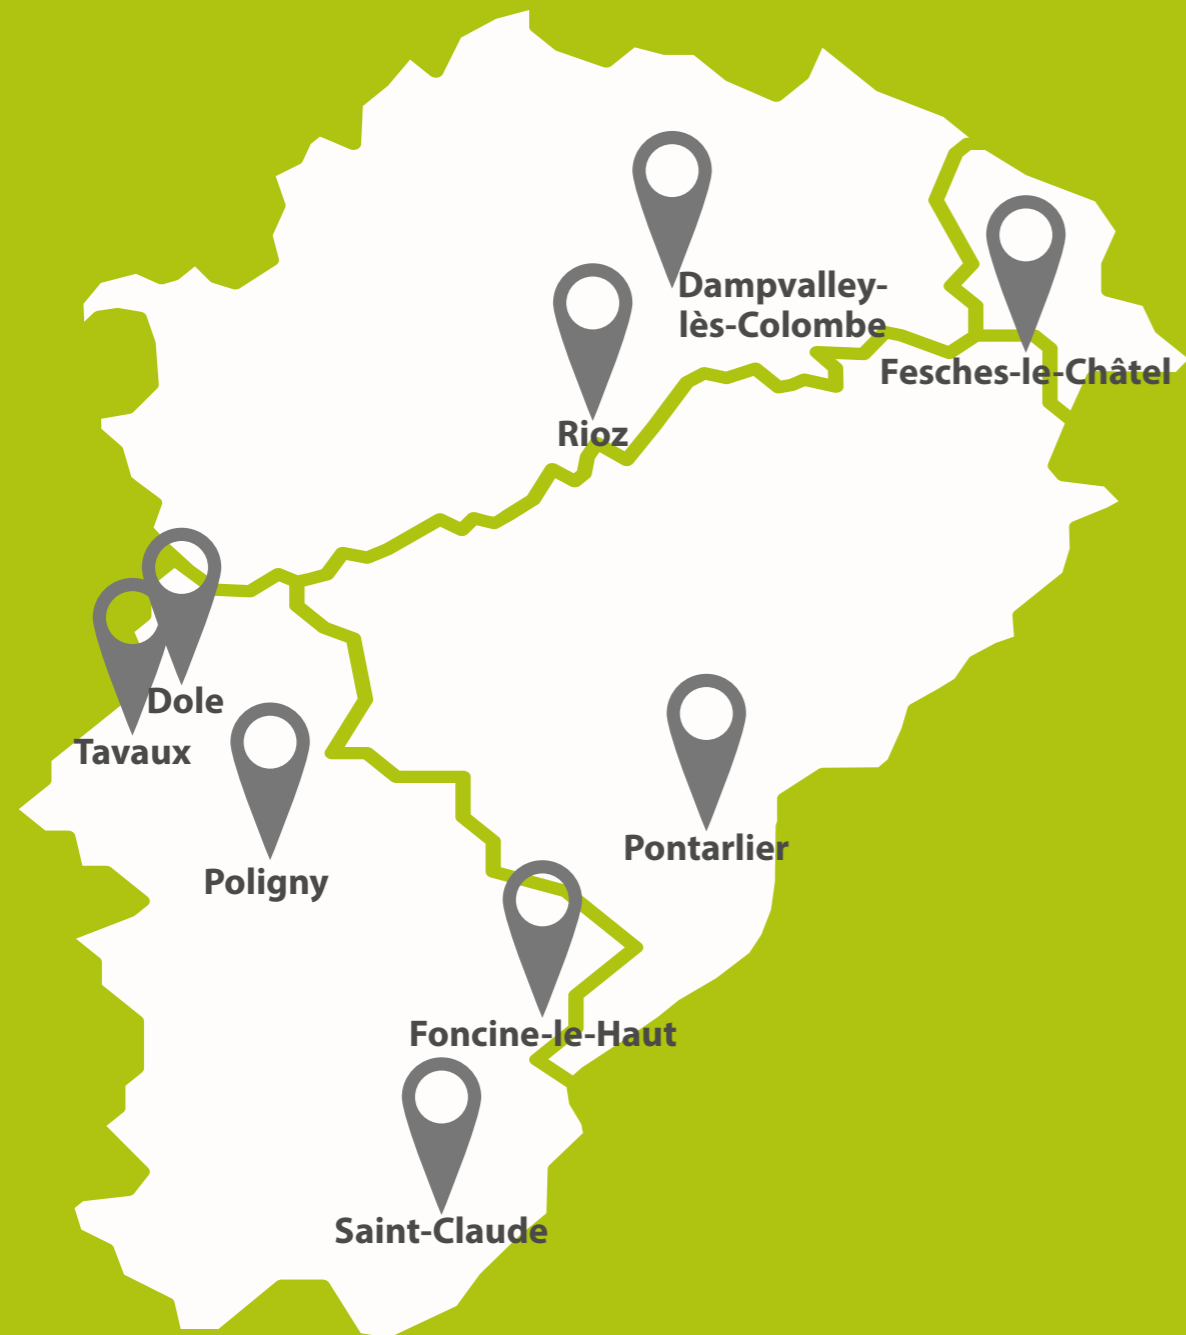 Dampvalley-
lès-Colombe
Fesches-le-Châtel
Rioz
Dole
Tavaux
Pontarlier
Poligny
Foncine-le-Haut
Saint-Claude